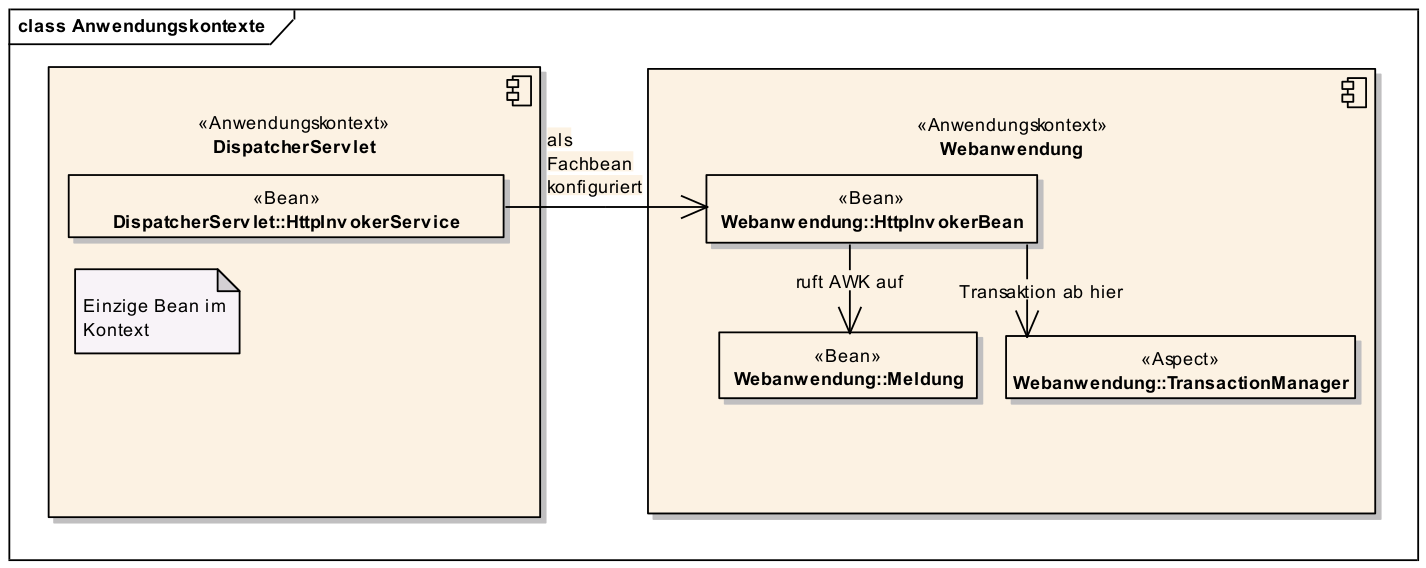 class Anwendungskontexte
«Anwendungskontext»
DispatcherServlet
«Bean»
DispatcherServlet::HttpInvokerService
Einzige Bean im
Kontext
als
Fachbean
konfiguriert
«Anwendungskontext»
Webanwendung
«Bean»
Webanwendung::HttpInvokerBean
ruft AWK auf
Transaktion ab hier
«Bean»
Webanwendung::Meldung
«Aspect»
Webanwendung::TransactionManager